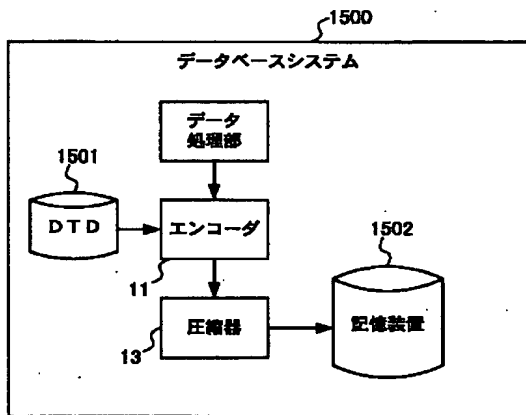 1500
データベースシステム
データ
処理部
1501
DTD
エンコーダ
11
1502
圧縮器
13
記憶装置